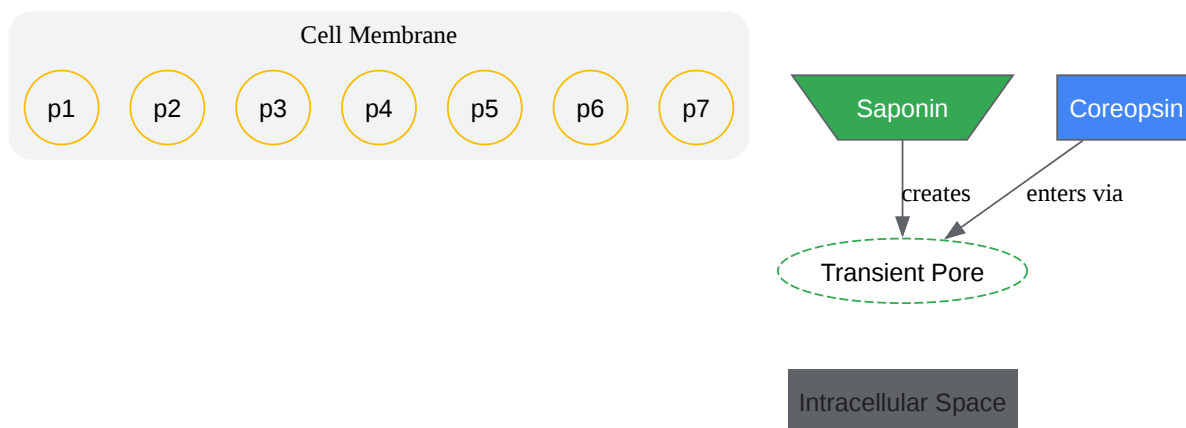 Cell Membrane
p1 p2 p3 p4 p5 p6 p7
Saponin
Coreopsin
creates
enters via
Transient Pore
Intracellular Space